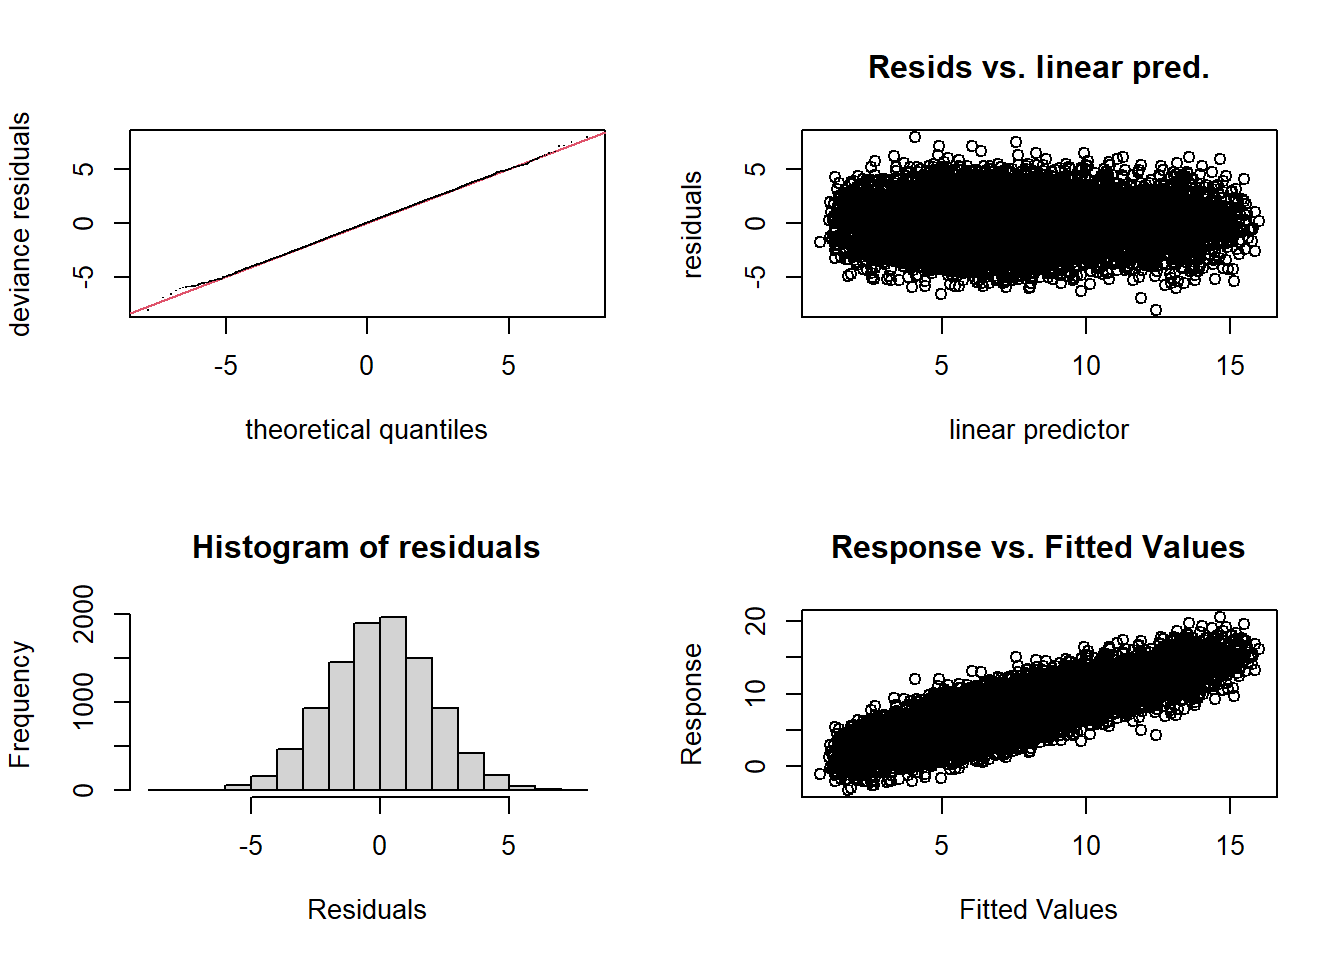 deviance residuals
5
0
-5
-5 0 5
theoretical quantiles
Resids vs. linear pred.
residuals
5
0
-5
5 10 15
linear predictor
Histogram of residuals
Frequency
2000
1000
0
-5 0 5
Residuals
Response vs. Fitted Values
Response
20
10
0
5 10 15
Fitted Values